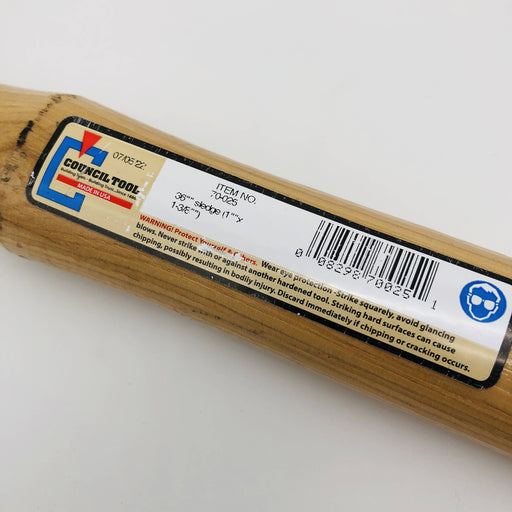 07/06'22
COUNCIL TOOL
Building Tools - Building Trust...Since 1886
MADE IN USA
ITEM NO.
70-025
36"" sledge (1""x
1-3/8"")
0 08298 70025 1
WARNING! Protect Yourself & Others. Wear eye protection. Strike squarely, avoid glancing
blows. Never strike with or against another hardened tool. Striking hard surfaces can cause
chipping, possibly resulting in bodily injury. Discard immediately if chipping or cracking occurs.